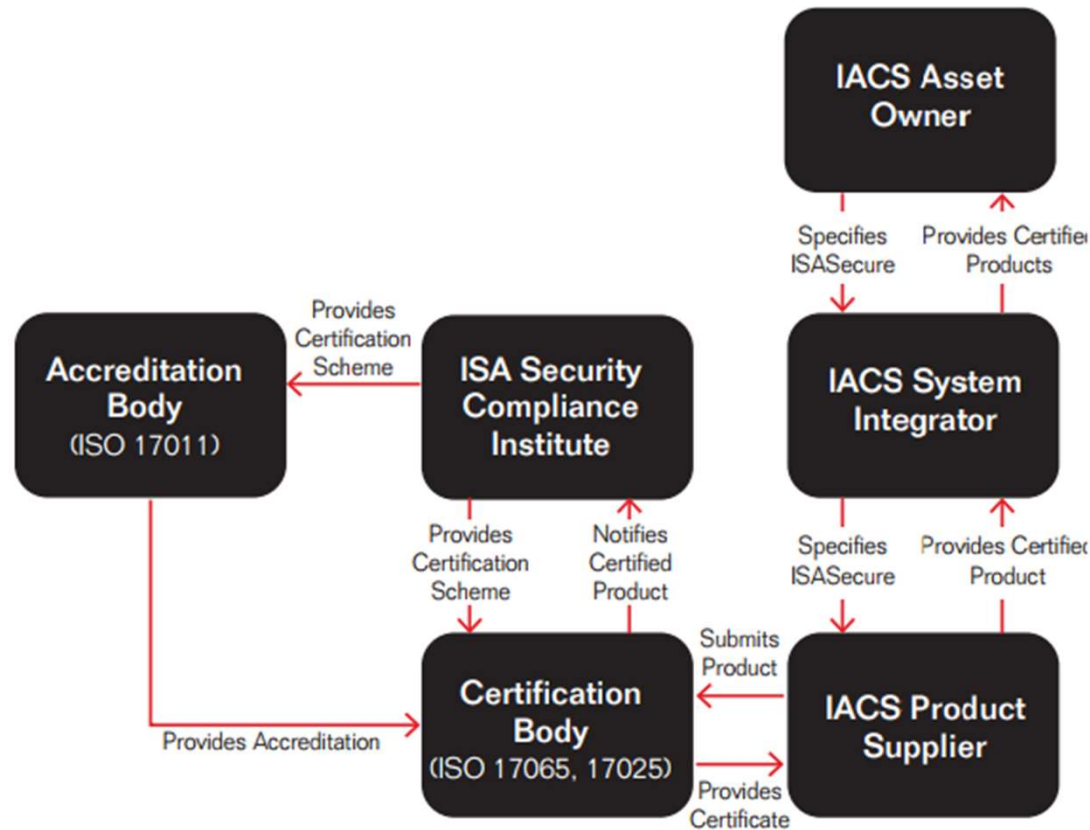 IACS Asset
Owner
Specifies
ISASecure
Provides Certifie
Products
Accreditation
Body
(ISO 17011)
Provides
Certification
Scheme
ISA Security
Compliance
Institute
IACS System
Integrator
Provides
Certification
Scheme
Notifies
Certified
Product
Specifies
ISASecure
Provides Certified
Product
Provides Accreditation
Certification
Body
(ISO 17065, 17025)
Submits
Product
Provides
Certificate
IACS Product
Supplier